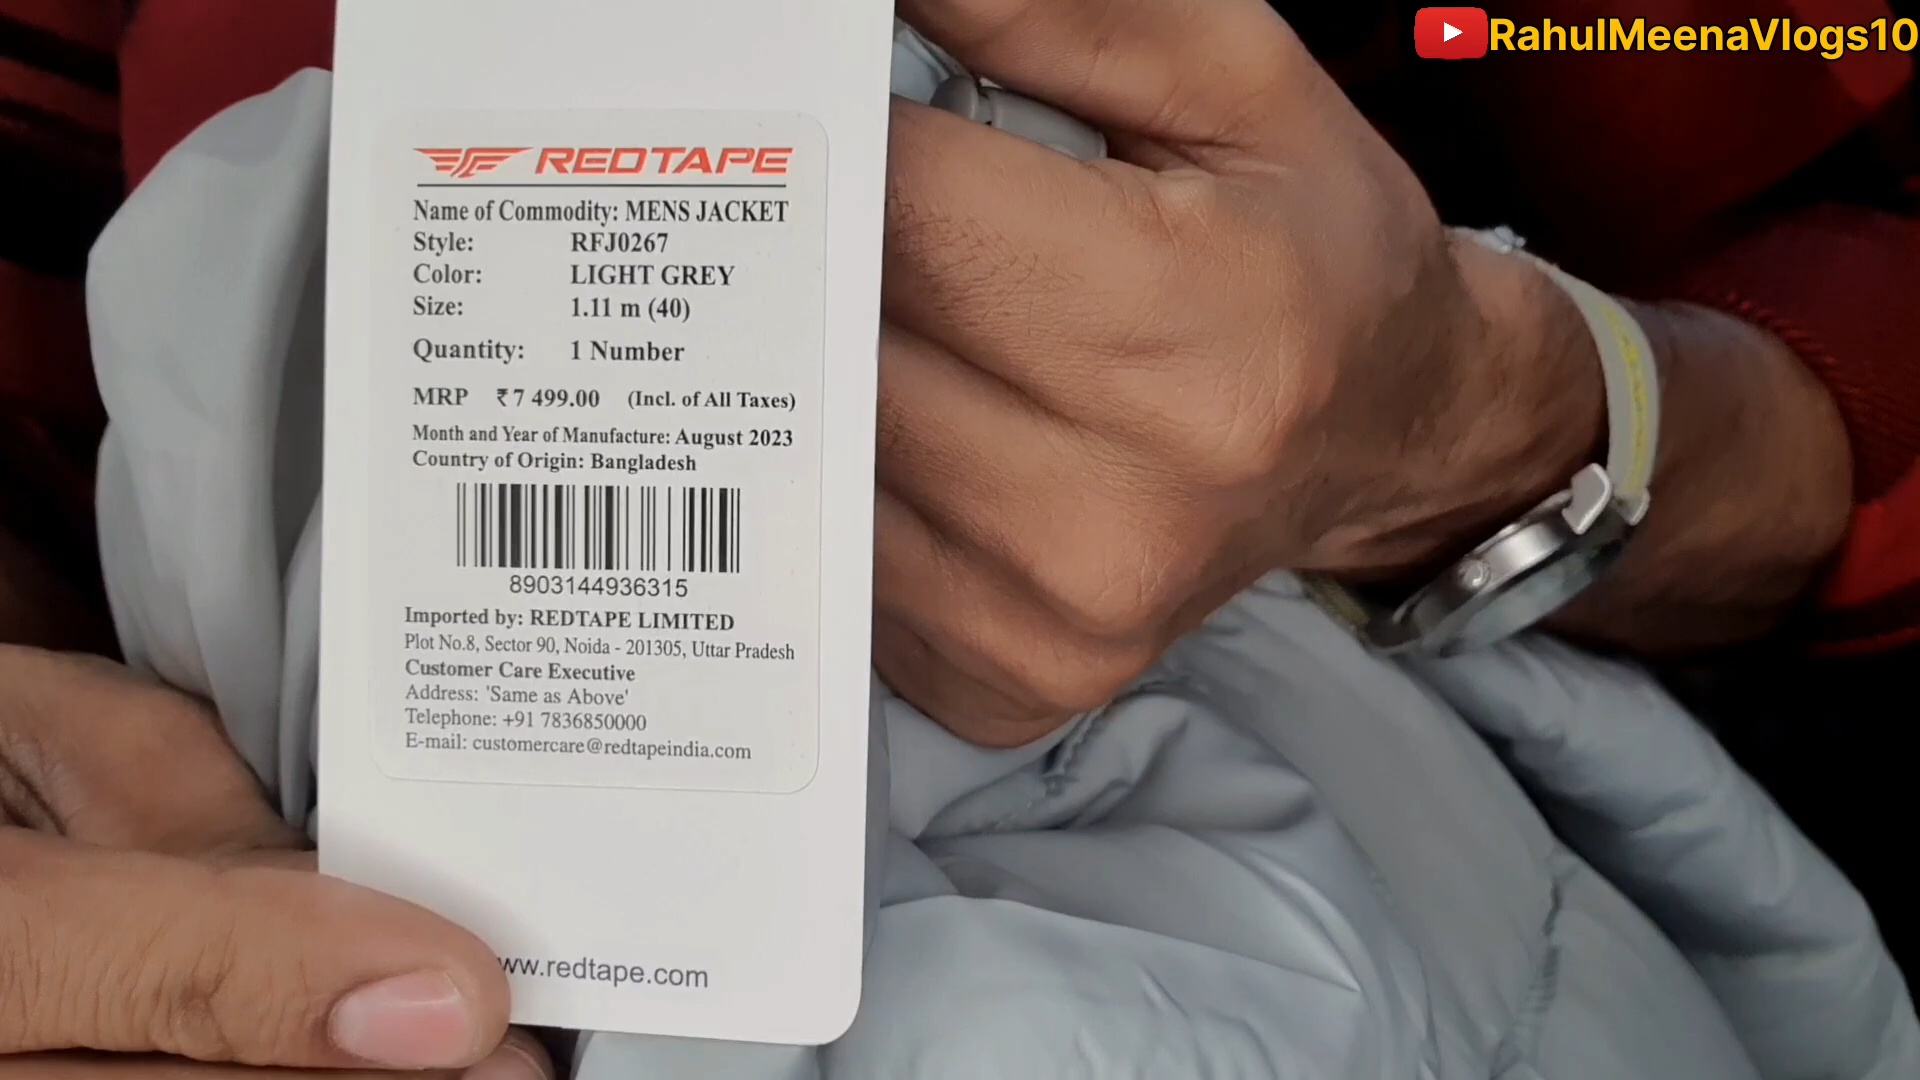 RahulMeenaVlogs10
REDTAPE
Name of Commodity: MENS JACKET
Style: RFJ0267
Color: LIGHT GREY
Size: 1.11 m (40)
Quantity: 1 Number
MRP ₹7 499.00 (Incl. of All Taxes)
Month and Year of Manufacture: August 2023
Country of Origin: Bangladesh
8903144936315
Imported by: REDTAPE LIMITED
Plot No.8, Sector 90, Noida - 201305, Uttar Pradesh
Customer Care Executive
Address: 'Same as Above'
Telephone: +91 7836850000
E-mail: customercare@redtapeindia.com
ww.redtape.com